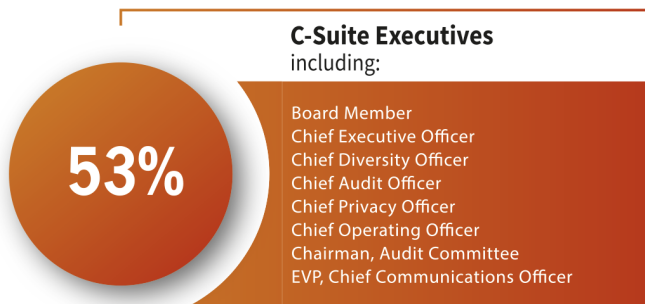 C-Suite Executives
including:
53%
Board Member
Chief Executive Officer
Chief Diversity Officer
Chief Audit Officer
Chief Privacy Officer
Chief Operating Officer
Chairman, Audit Committee
EVP, Chief Communications Officer